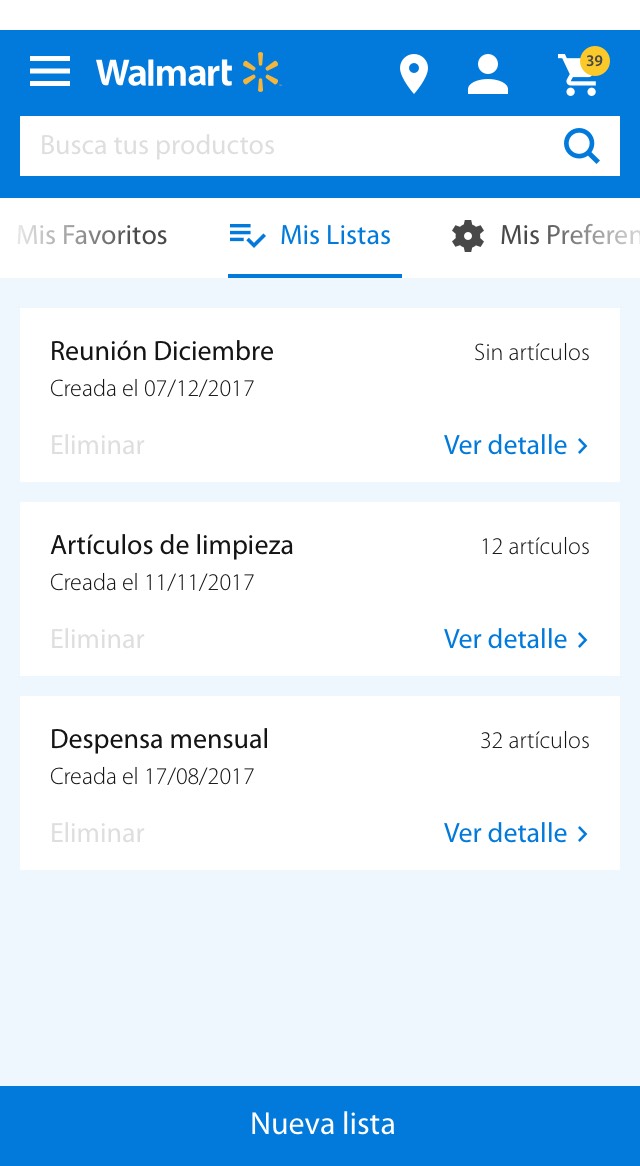 Walmart
39
Busca tus productos
Mis Favoritos
Mis Listas
Mis Preferen
Reunión Diciembre
Sin artículos
Creada el 07/12/2017
Eliminar
Ver detalle
Artículos de limpieza
12 artículos
Creada el 11/11/2017
Eliminar
Ver detalle
Despensa mensual
32 artículos
Creada el 17/08/2017
Eliminar
Ver detalle
Nueva lista